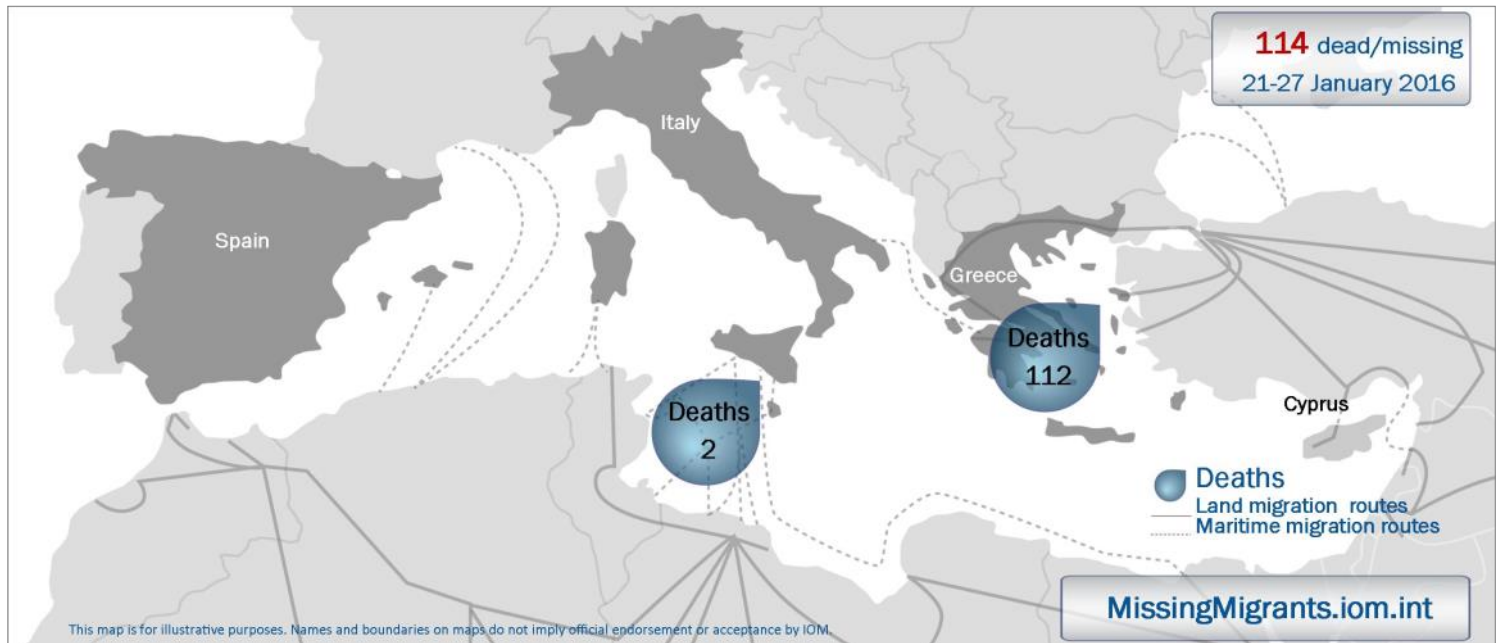 114 dead/missing
21-27 January 2016
Italy
Spain
Greece
Deaths
112
Cyprus
Deaths
2
Deaths
Land migration routes
Maritime migration routes
MissingMigrants.iom.int
This map is for illustrative purposes. Names and boundaries on maps do not imply official endorsement or acceptance by IOM.